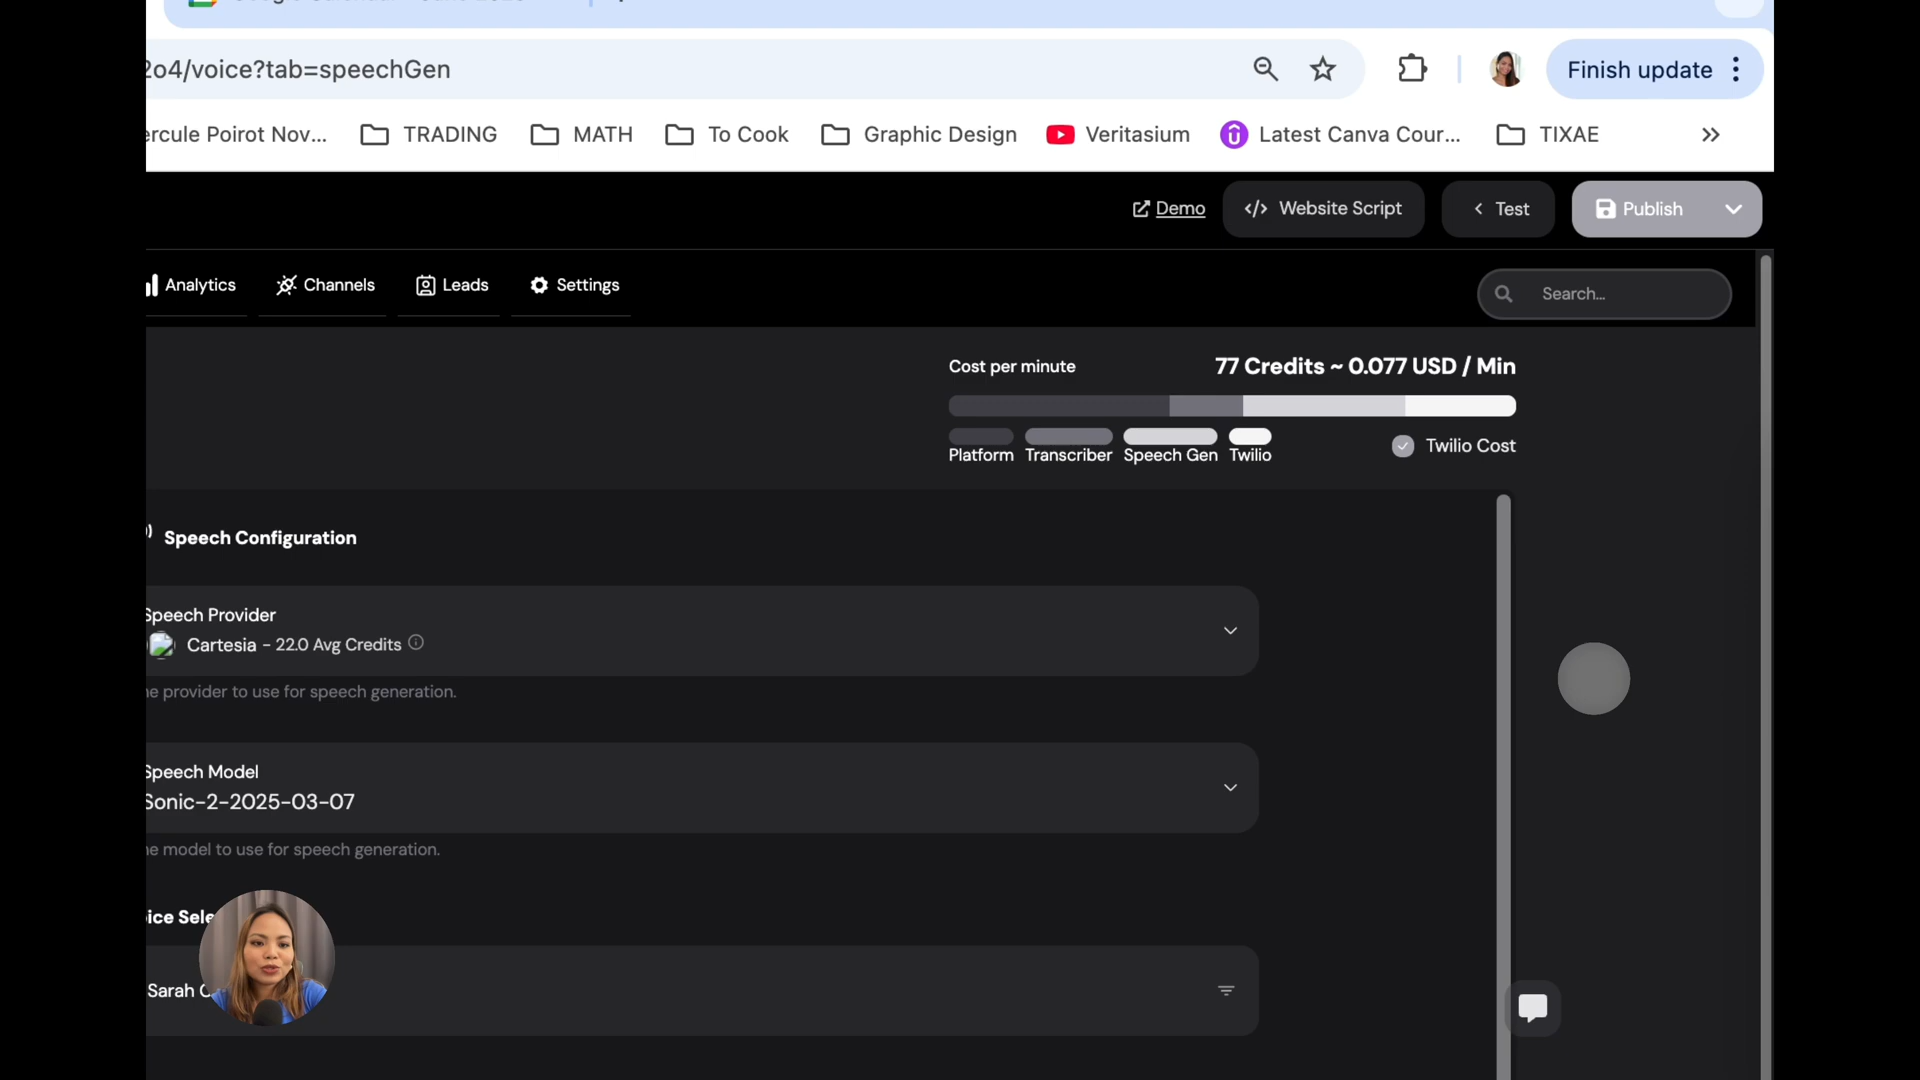 2o4/voice?tab=speechGen
Finish update
ercule Poirot Nov...
TRADING
MATH
To Cook
Graphic Design
Veritasium
Latest Canva Cour...
TIXAE
Demo
Website Script
Test
Publish
Analytics
Channels
Leads
Settings
Search...
Cost per minute
77 Credits ~ 0.077 USD / Min
Platform
Transcriber
Speech Gen
Twilio
Twilio Cost
Speech Configuration
Speech Provider
Cartesia - 22.0 Avg Credits
he provider to use for speech generation.
Speech Model
Sonic-2-2025-03-07
he model to use for speech generation.
oice Sele
Sarah C